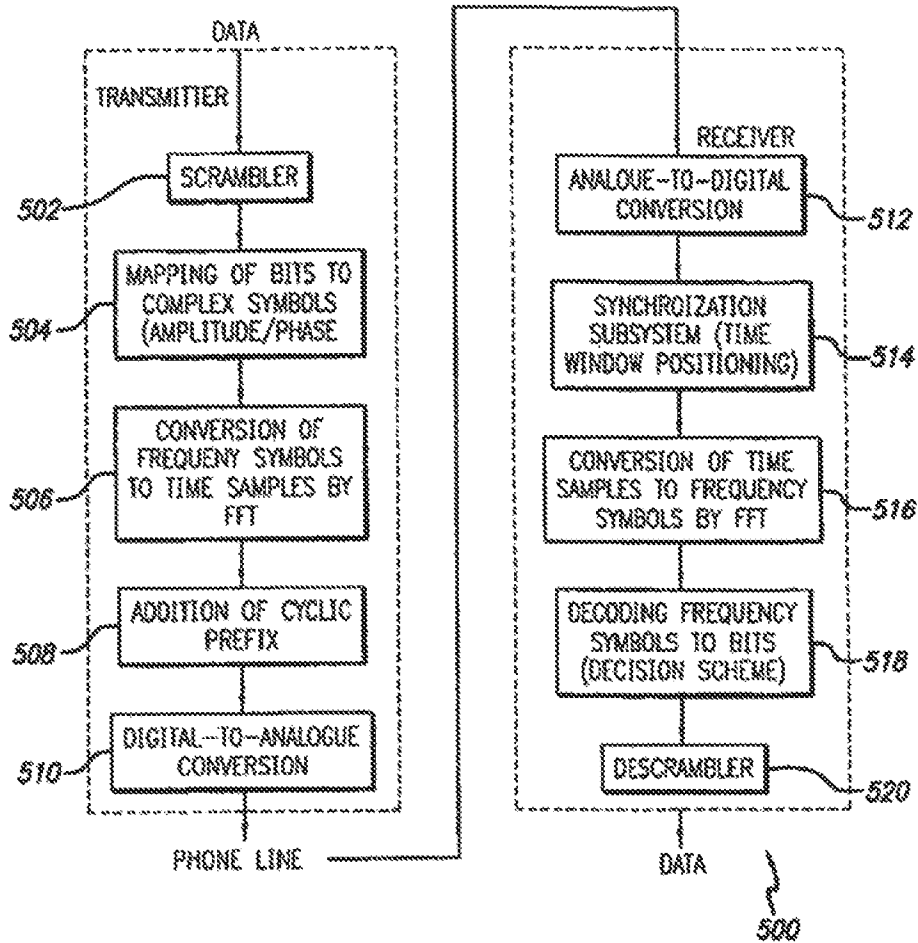 DATA
TRANSMITTER
SCRAMBLER
502
MAPPING OF BITS TO
COMPLEX SYMBOLS
(AMPLITUDE/PHASE
504
CONVERSION OF
FREQUENY SYMBOLS
TO TIME SAMPLES BY
FFT
506
ADDITION OF CYCLIC
PREFIX
508
DIGITAL-TO-ANALOGUE
CONVERSION
510
PHONE LINE
RECEIVER
ANALOUE-TO-DIGITAL
CONVERSION
512
SYNCHROIZATION
SUBSYSTEM (TIME
WINDOW POSITIONING)
514
CONVERSION OF TIME
SAMPLES TO FREQUENCY
SYMBOLS BY FFT
516
DECODING FREQUENCY
SYMBOLS TO BITS
(DECISION SCHEME)
518
DESCRAMBLER
520
DATA
500